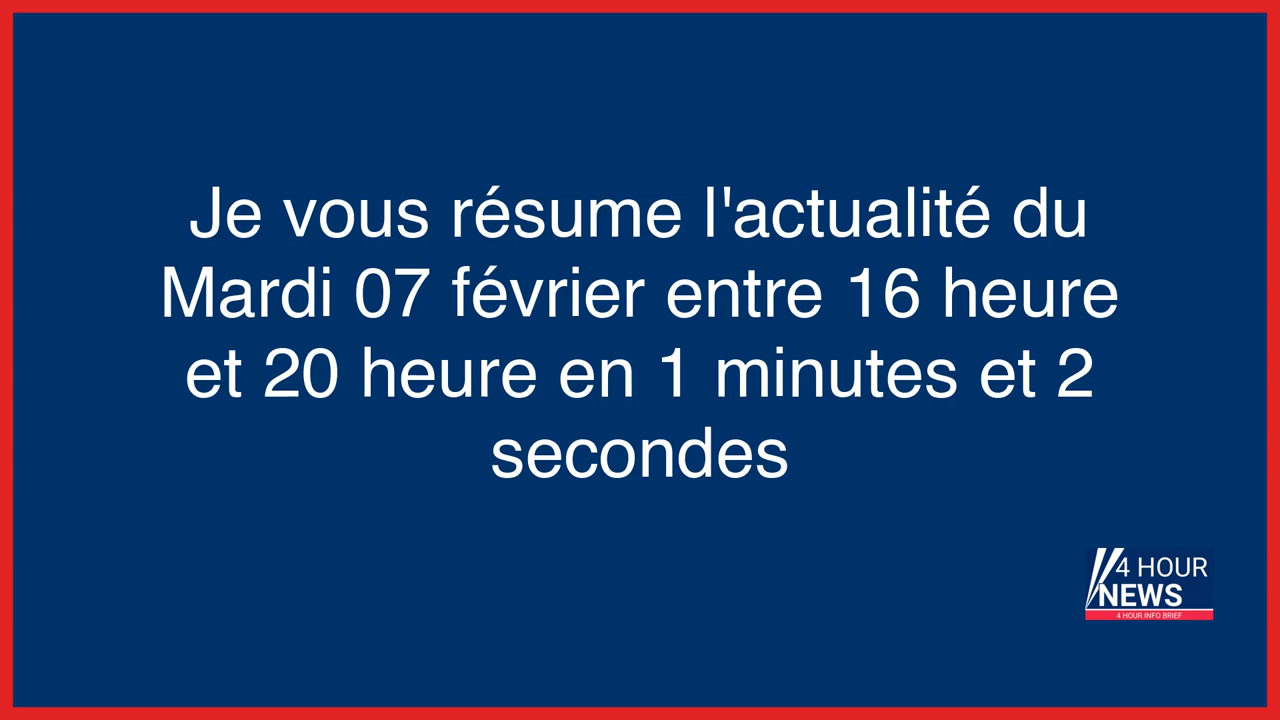 Je vous résume l'actualité du
Mardi 07 février entre 16 heure
et 20 heure en 1 minutes et 2
secondes
4 HOUR
NEWS
4 HOUR INFO BRIEF